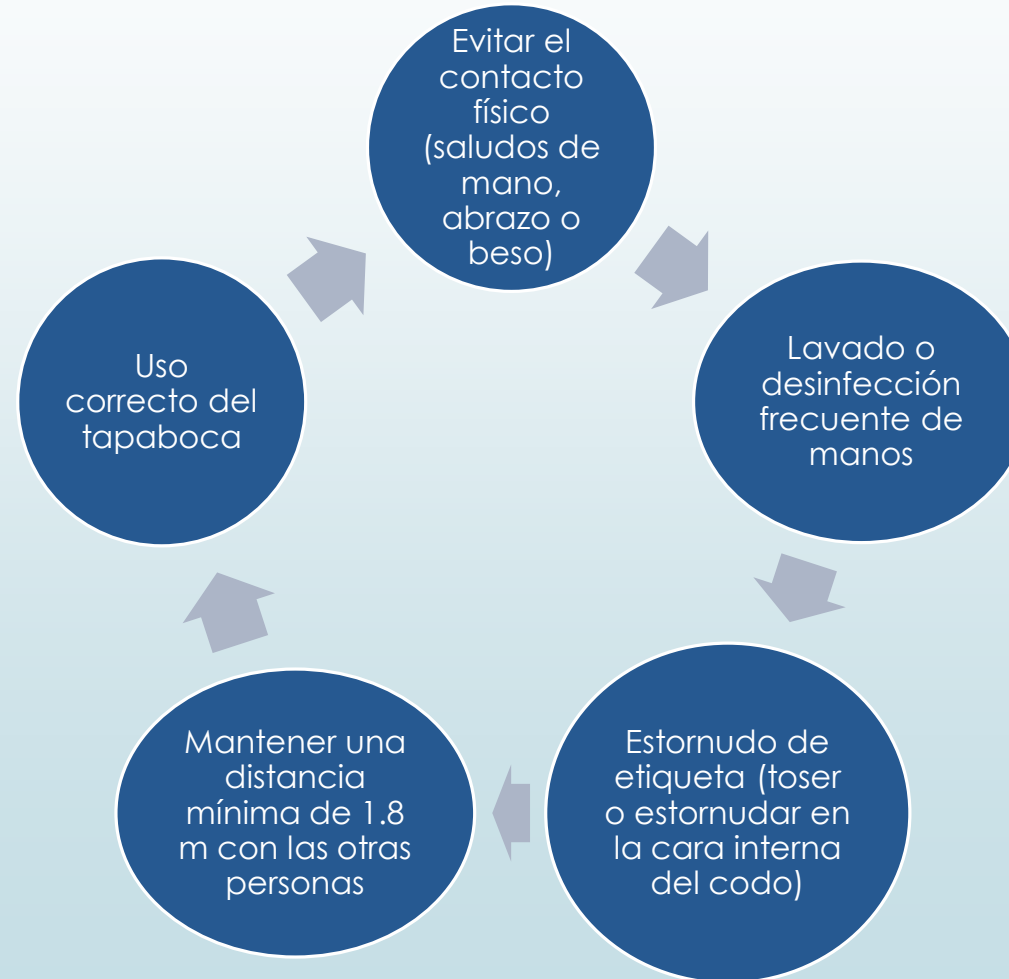 Evitar el
contacto
físico
(saludos de
mano,
abrazo o
beso)
Lavado o
desinfección
frecuente de
manos
Estornudo de
etiqueta (toser
o estornudar en
la cara interna
del codo)
Mantener una
distancia
mínima de 1.8
m con las otras
personas
Uso
correcto del
tapaboca